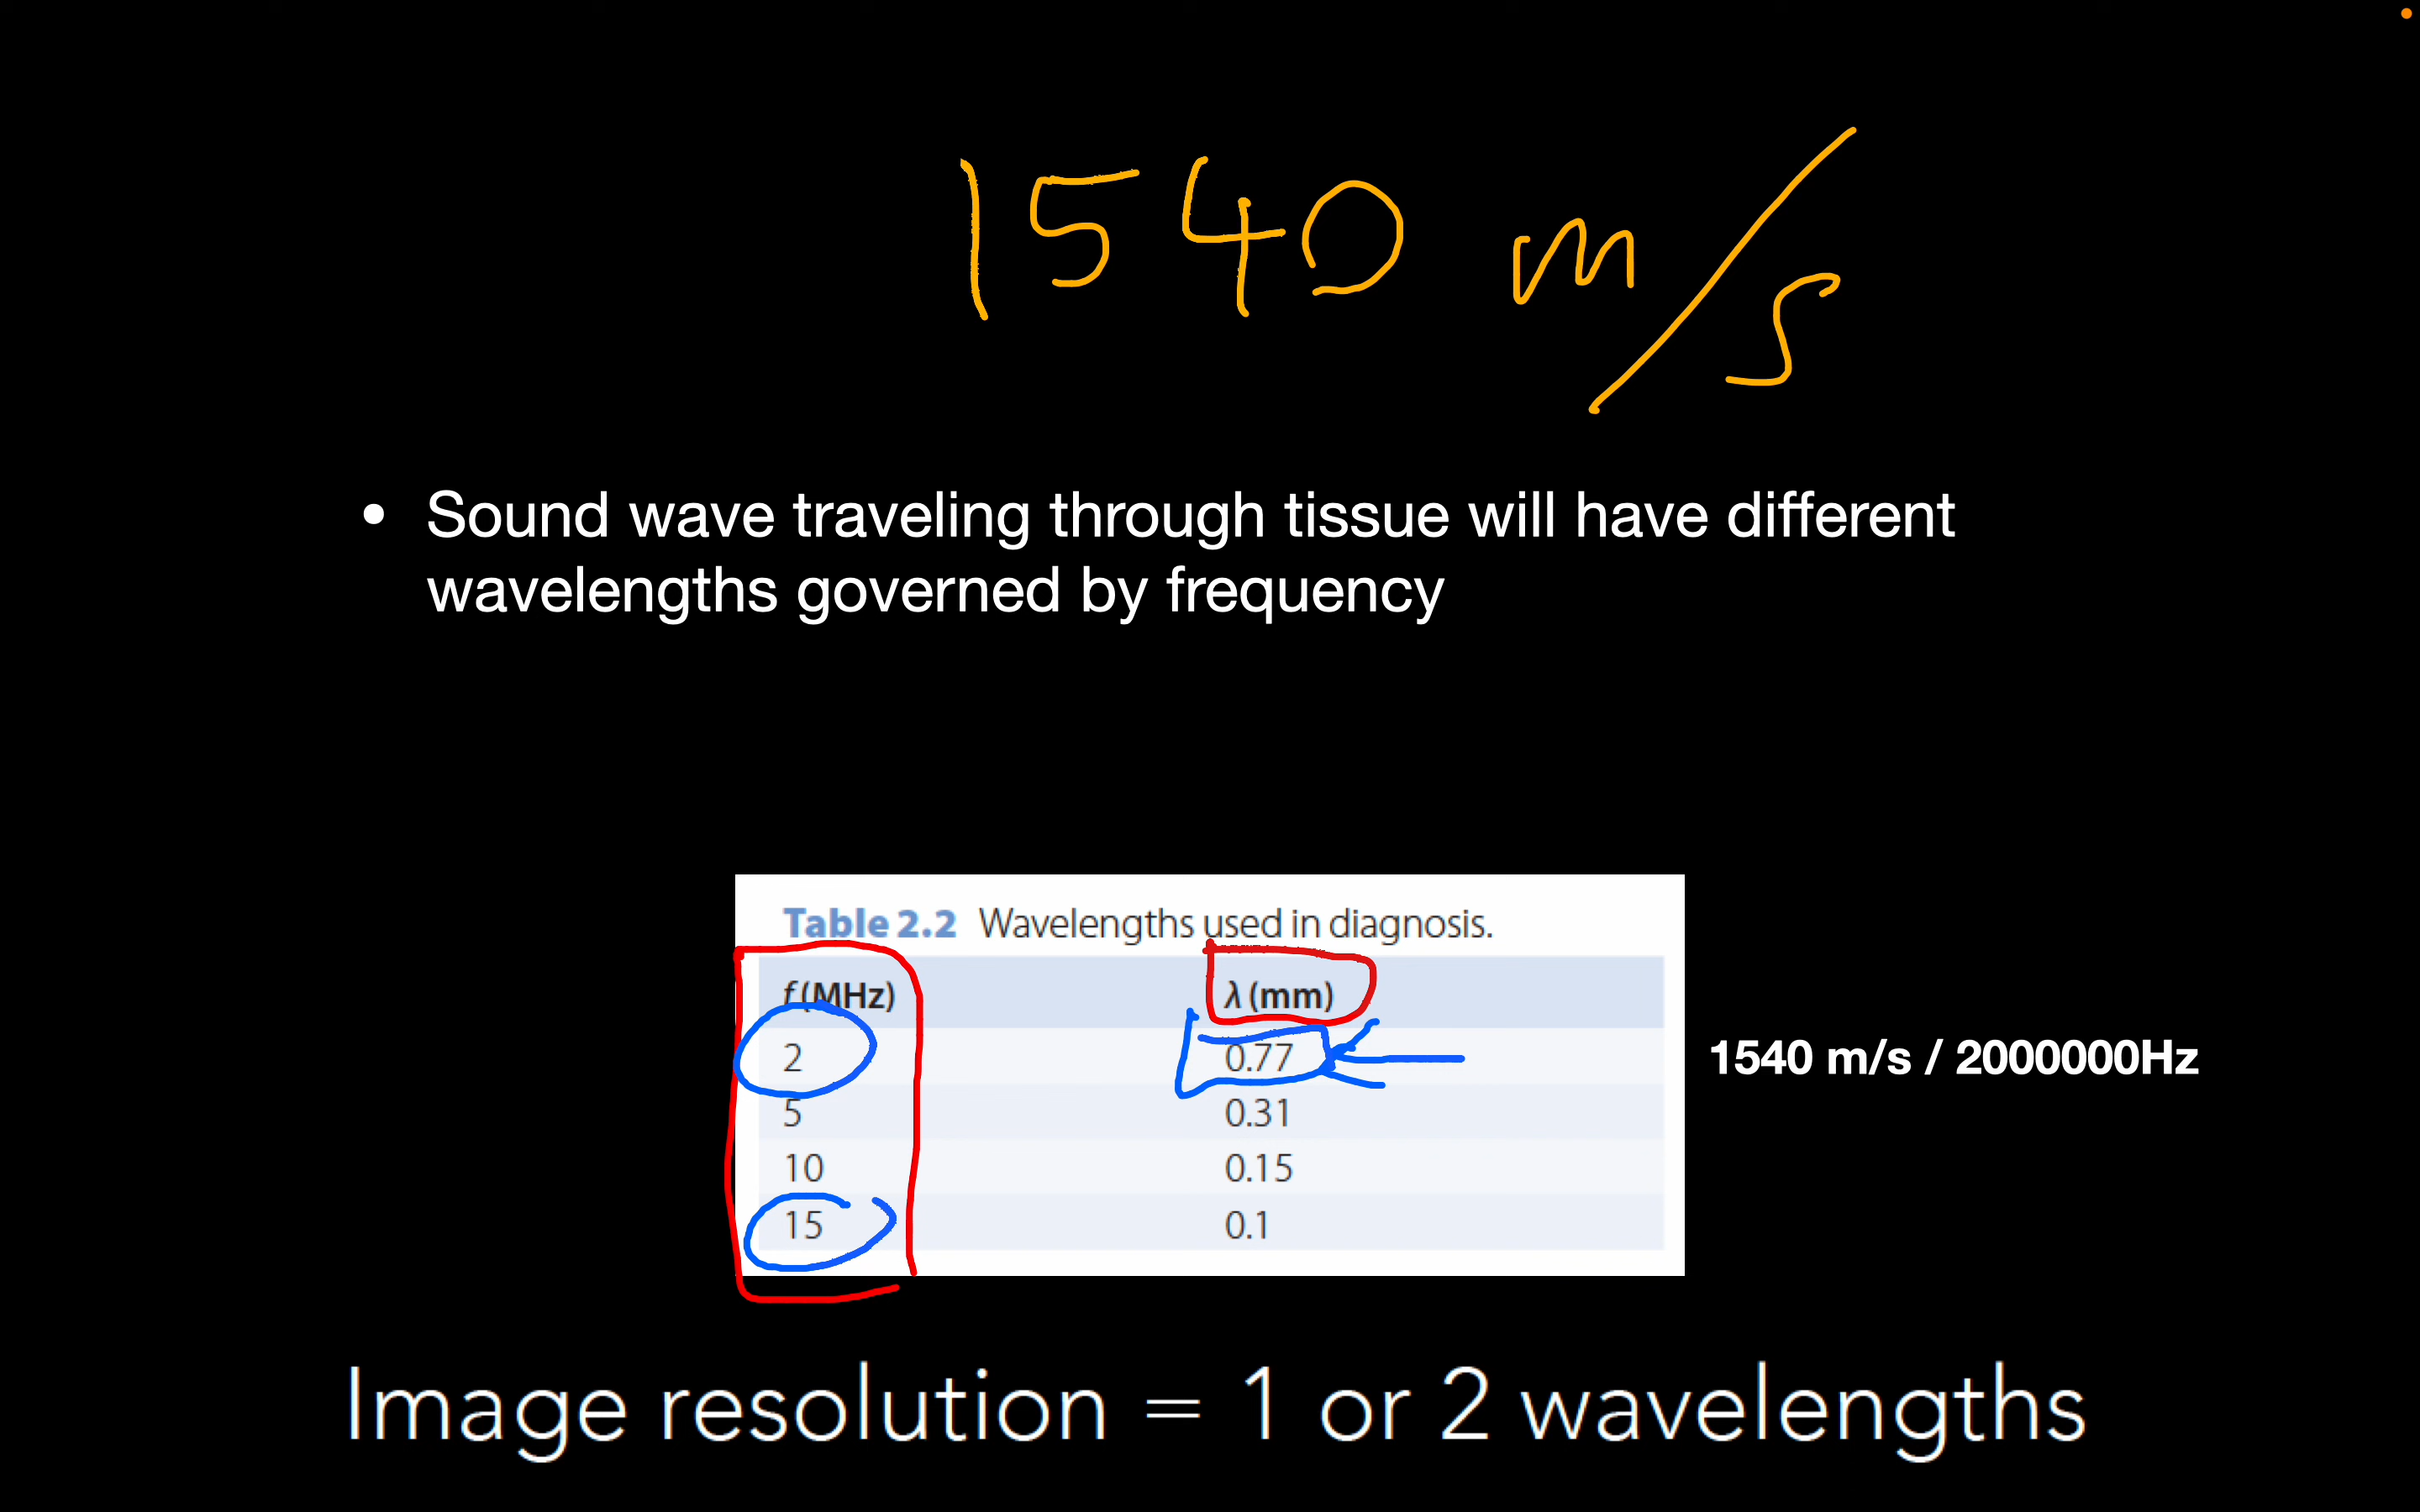 1540 m/s
• Sound wave traveling through tissue will have different
wavelengths governed by frequency
Table 2.2 Wavelengths used in diagnosis.
f (MHz) λ (mm)
2 0.77
1540 m/s / 2000000Hz
5 0.31
10 0.15
15 0.1
Image resolution = 1 or 2 wavelengths